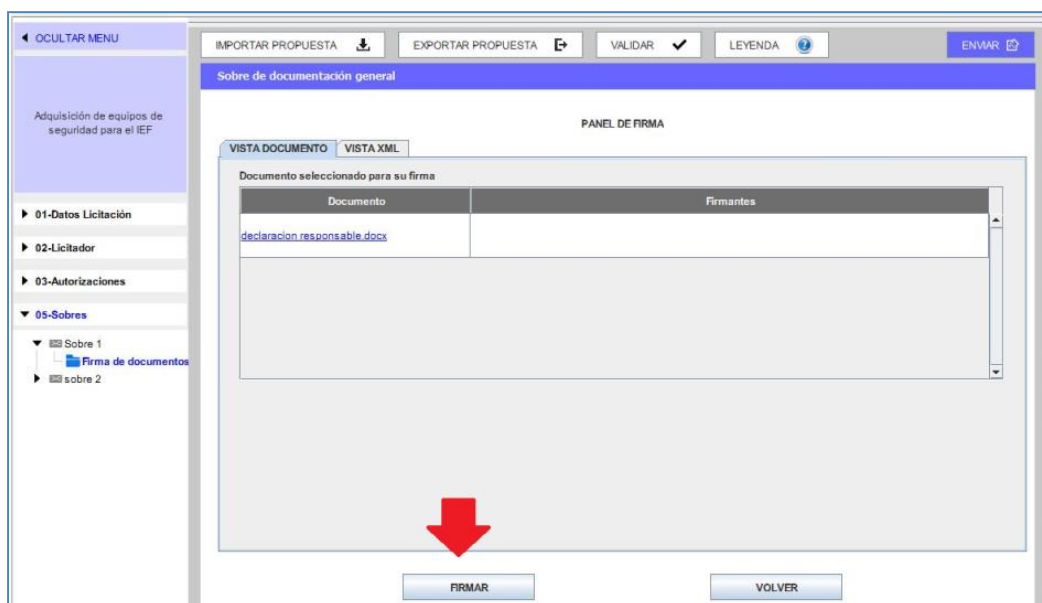 OCULTAR MENU
IMPORTAR PROPUESTA
EXPORTAR PROPUESTA
VALIDAR
LEYENDA
ENVIAR
Sobre de documentación general
Adquisición de equipos de
seguridad para el IEF
PANEL DE FIRMA
VISTA DOCUMENTO
VISTA XML
Documento seleccionado para su firma
Documento
Firmantes
declaracion responsable.docx
01-Datos Licitación
02-Licitador
03-Autorizaciones
05-Sobres
Sobre 1
Firma de documentos
sobre 2
FIRMAR
VOLVER